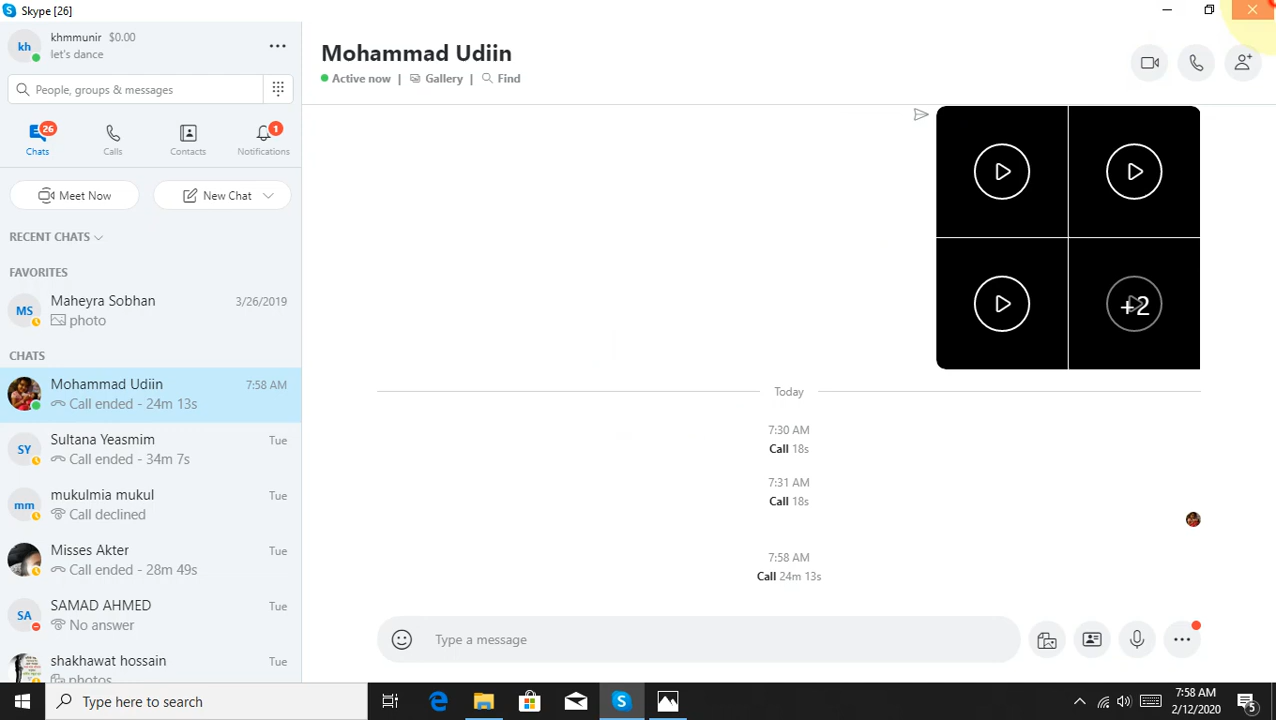 Skype [26]
kh
khmmunir $0.00
let's dance
People, groups & messages
26
1
Chats
Calls
Contacts
Notifications
Meet Now
New Chat
RECENT CHATS
FAVORITES
MS
Maheyra Sobhan
3/26/2019
photo
CHATS
Mohammad Udiin
7:58 AM
Call ended - 24m 13s
SY
Sultana Yeasmim
Tue
Call ended - 34m 7s
mm
mukulmia mukul
Tue
Call declined
Misses Akter
Tue
Call ended - 28m 49s
SA
SAMAD AHMED
Tue
No answer
shakhawat hossain
Tue
photos
Mohammad Udiin
Active now | Gallery | Find
+2
Today
7:30 AM
Call 18s
7:31 AM
Call 18s
7:58 AM
Call 24m 13s
Type a message
Type here to search
7:58 AM
2/12/2020
5